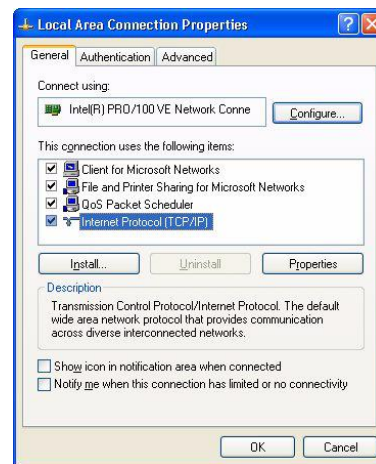 Local Area Connection Properties
General Authentication Advanced
Connect using:
Intel(R) PRO/100 VE Network Conne
Configure...
This connection uses the following items:
Client for Microsoft Networks
File and Printer Sharing for Microsoft Networks
QoS Packet Scheduler
Internet Protocol (TCP/IP)
Install... Uninstall Properties
Description
Transmission Control Protocol/Internet Protocol. The default
wide area network protocol that provides communication
across diverse interconnected networks.
Show icon in notification area when connected
Notify me when this connection has limited or no connectivity
OK Cancel